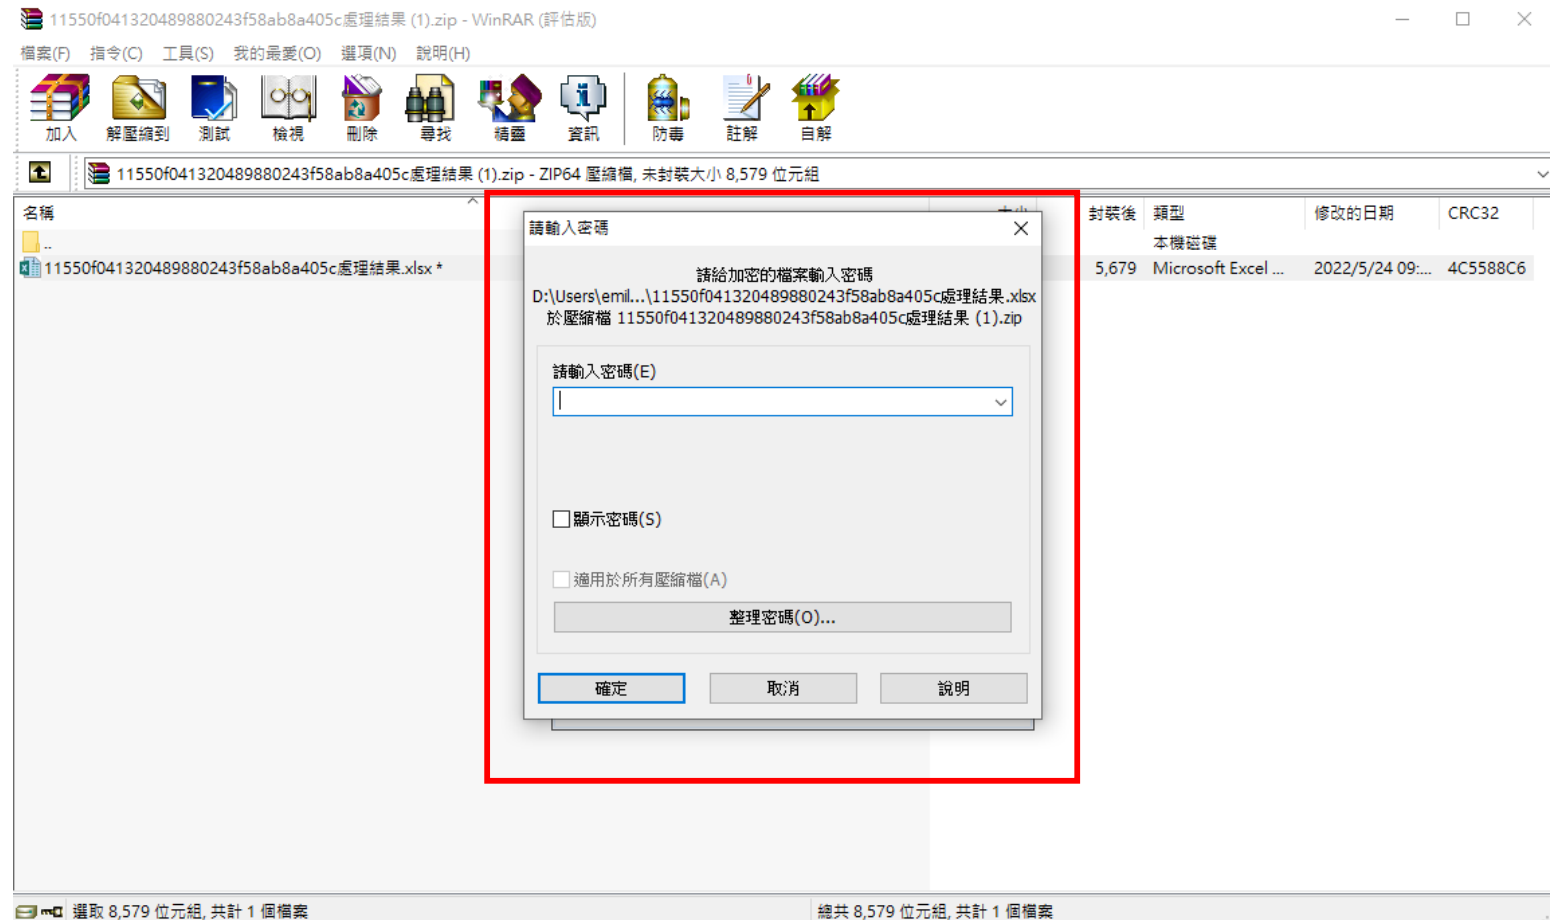 11550f041320489880243f58ab8a405c處理結果 (1).zip - WinRAR (評估版)
檔案(F) 指令(C) 工具(S) 我的最愛(O) 選項(N) 說明(H)
加入 解壓縮到 測試 檢視 刪除 尋找 精靈 資訊 防毒 註解 自解
11550f041320489880243f58ab8a405c處理結果 (1).zip - ZIP64 壓縮檔, 未封裝大小 8,579 位元組
名稱 大小 封裝後 類型 修改的日期 CRC32
.. 本機磁碟
11550f041320489880243f58ab8a405c處理結果.xlsx * 5,679 Microsoft Excel ... 2022/5/24 09:... 4C5588C6
請輸入密碼
請給加密的檔案輸入密碼
D:\Users\emil...\11550f041320489880243f58ab8a405c處理結果.xlsx
於壓縮檔 11550f041320489880243f58ab8a405c處理結果 (1).zip
請輸入密碼(E)
顯示密碼(S)
適用於所有壓縮檔(A)
整理密碼(O)...
確定 取消 說明
選取 8,579 位元組, 共計 1 個檔案 總共 8,579 位元組, 共計 1 個檔案